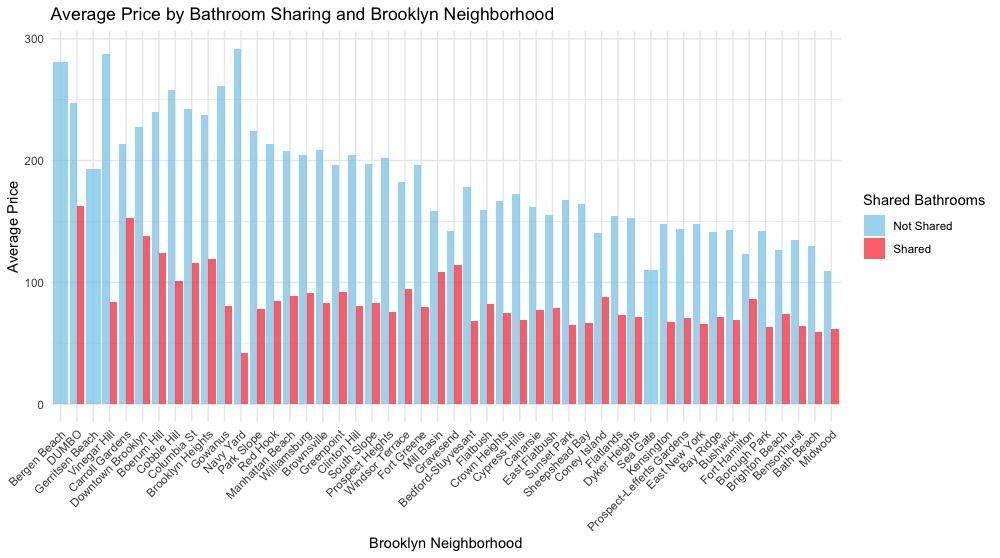 Average Price by Bathroom Sharing and Brooklyn Neighborhood
300
200
100
0
Average Price
Bergen Beach
DUMBO
Gerritsen Beach
Vinegar Hill
Carroll Gardens
Downtown Brooklyn
Boerum Hill
Cobble Hill
Columbia St
Brooklyn Heights
Gowanus
Navy Yard
Park Slope
Red Hook
Manhattan Beach
Williamsburg
Brownsville
Greenpoint
Clinton Hill
South Slope
Prospect Heights
Windsor Terrace
Fort Greene
Mill Basin
Gravesend
Bedford-Stuyvesant
Flatbush
Crown Heights
Cypress Hills
Canarsie
East Flatbush
Sunset Park
Sheepshead Bay
Coney Island
Flatlands
Dyker Heights
Sea Gate
Kensington
Prospect-Lefferts Gardens
East New York
Bay Ridge
Bushwick
Fort Hamilton
Borough Park
Brighton Beach
Bensonhurst
Bath Beach
Midwood
Brooklyn Neighborhood
Shared Bathrooms
Not Shared
Shared